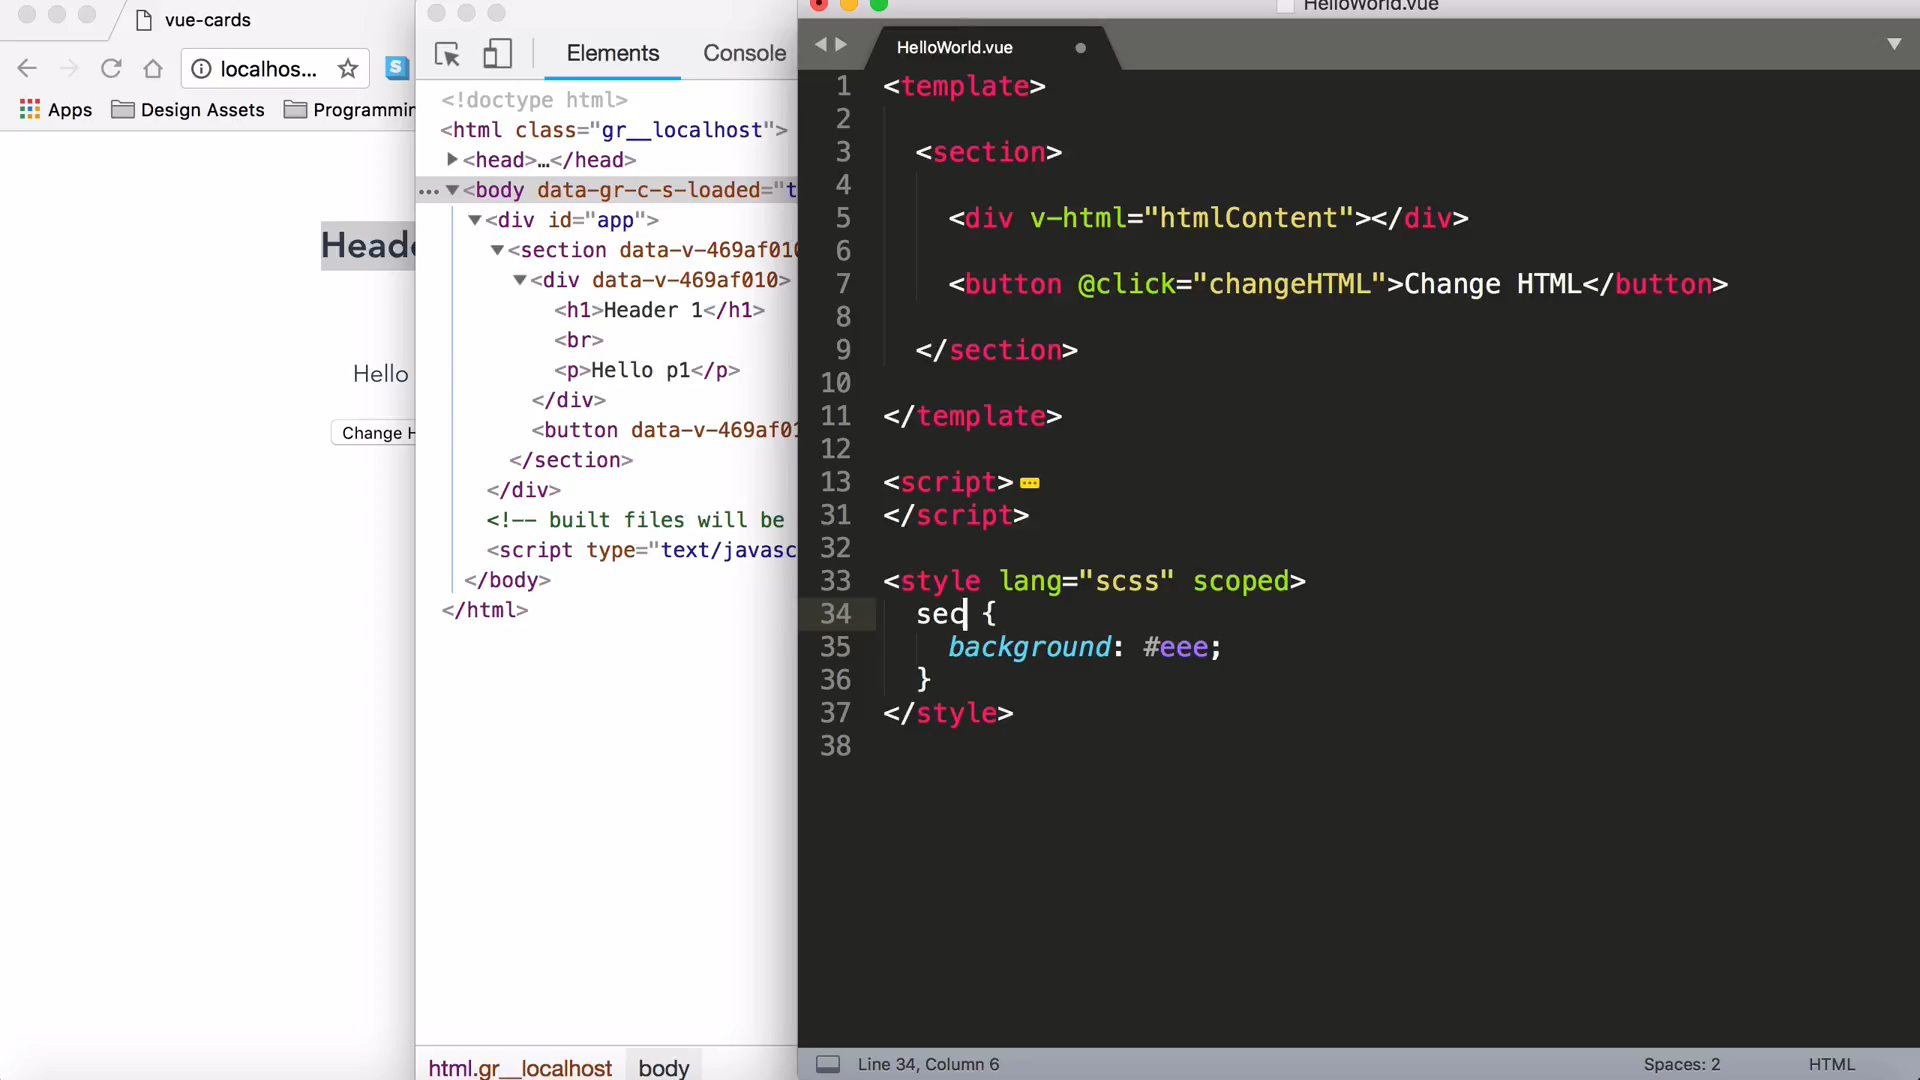 vue-cards
localhos...
Apps
Design Assets
Programmin
Heade
Hello
Change H
Elements
Console
<!doctype html>
<html class="gr__localhost">
<head>…</head>
<body data-gr-c-s-loaded="t
<div id="app">
<section data-v-469af010
<div data-v-469af010>
<h1>Header 1</h1>
<br>
<p>Hello p1</p>
</div>
<button data-v-469af01
</section>
</div>
<!-- built files will be
<script type="text/javasc
</body>
</html>
html.gr__localhost
body
HelloWorld.vue
HelloWorld.vue
1 <template>
2
3 <section>
4
5 <div v-html="htmlContent"></div>
6
7 <button @click="changeHTML">Change HTML</button>
8
9 </section>
10
11 </template>
12
13 <script>
31 </script>
32
33 <style lang="scss" scoped>
34 sec {
35 background: #eee;
36 }
37 </style>
38
Line 34, Column 6
Spaces: 2
HTML